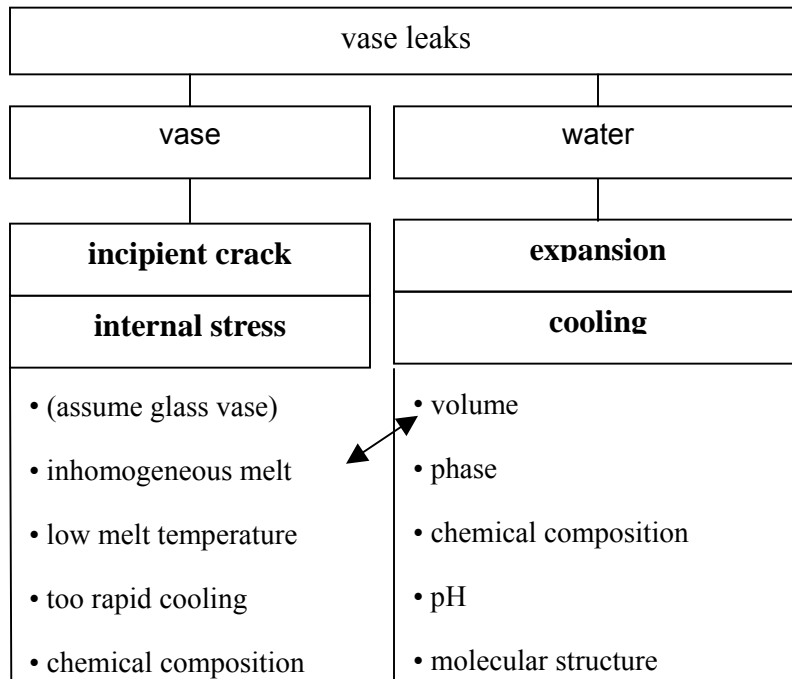 vase leaks
vase
water
incipient crack
internal stress
• (assume glass vase)
• inhomogeneous melt
• low melt temperature
• too rapid cooling
• chemical composition
expansion
cooling
• volume
• phase
• chemical composition
• pH
• molecular structure